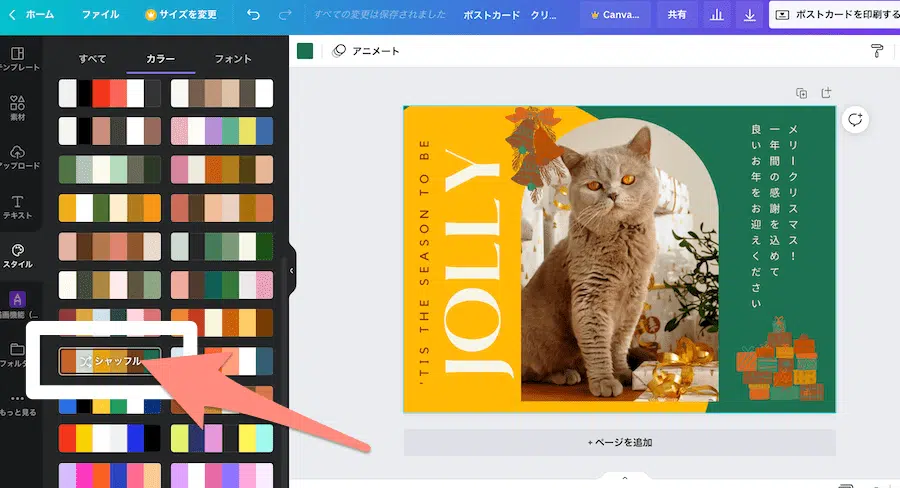 ホーム
ファイル
サイズを変更
すべての変更は保存されました
ポストカード クリ...
Canva...
共有
ポストカードを印刷する
テンプレート
素材
アップロード
テキスト
スタイル
もっと見る
すべて
カラー
フォント
シャッフル
アニメート
'TIS THE SEASON TO BE
JOLLY
メリークリスマス!
一年間の感謝を込めて
良いお年をお迎えください
+ ページを追加